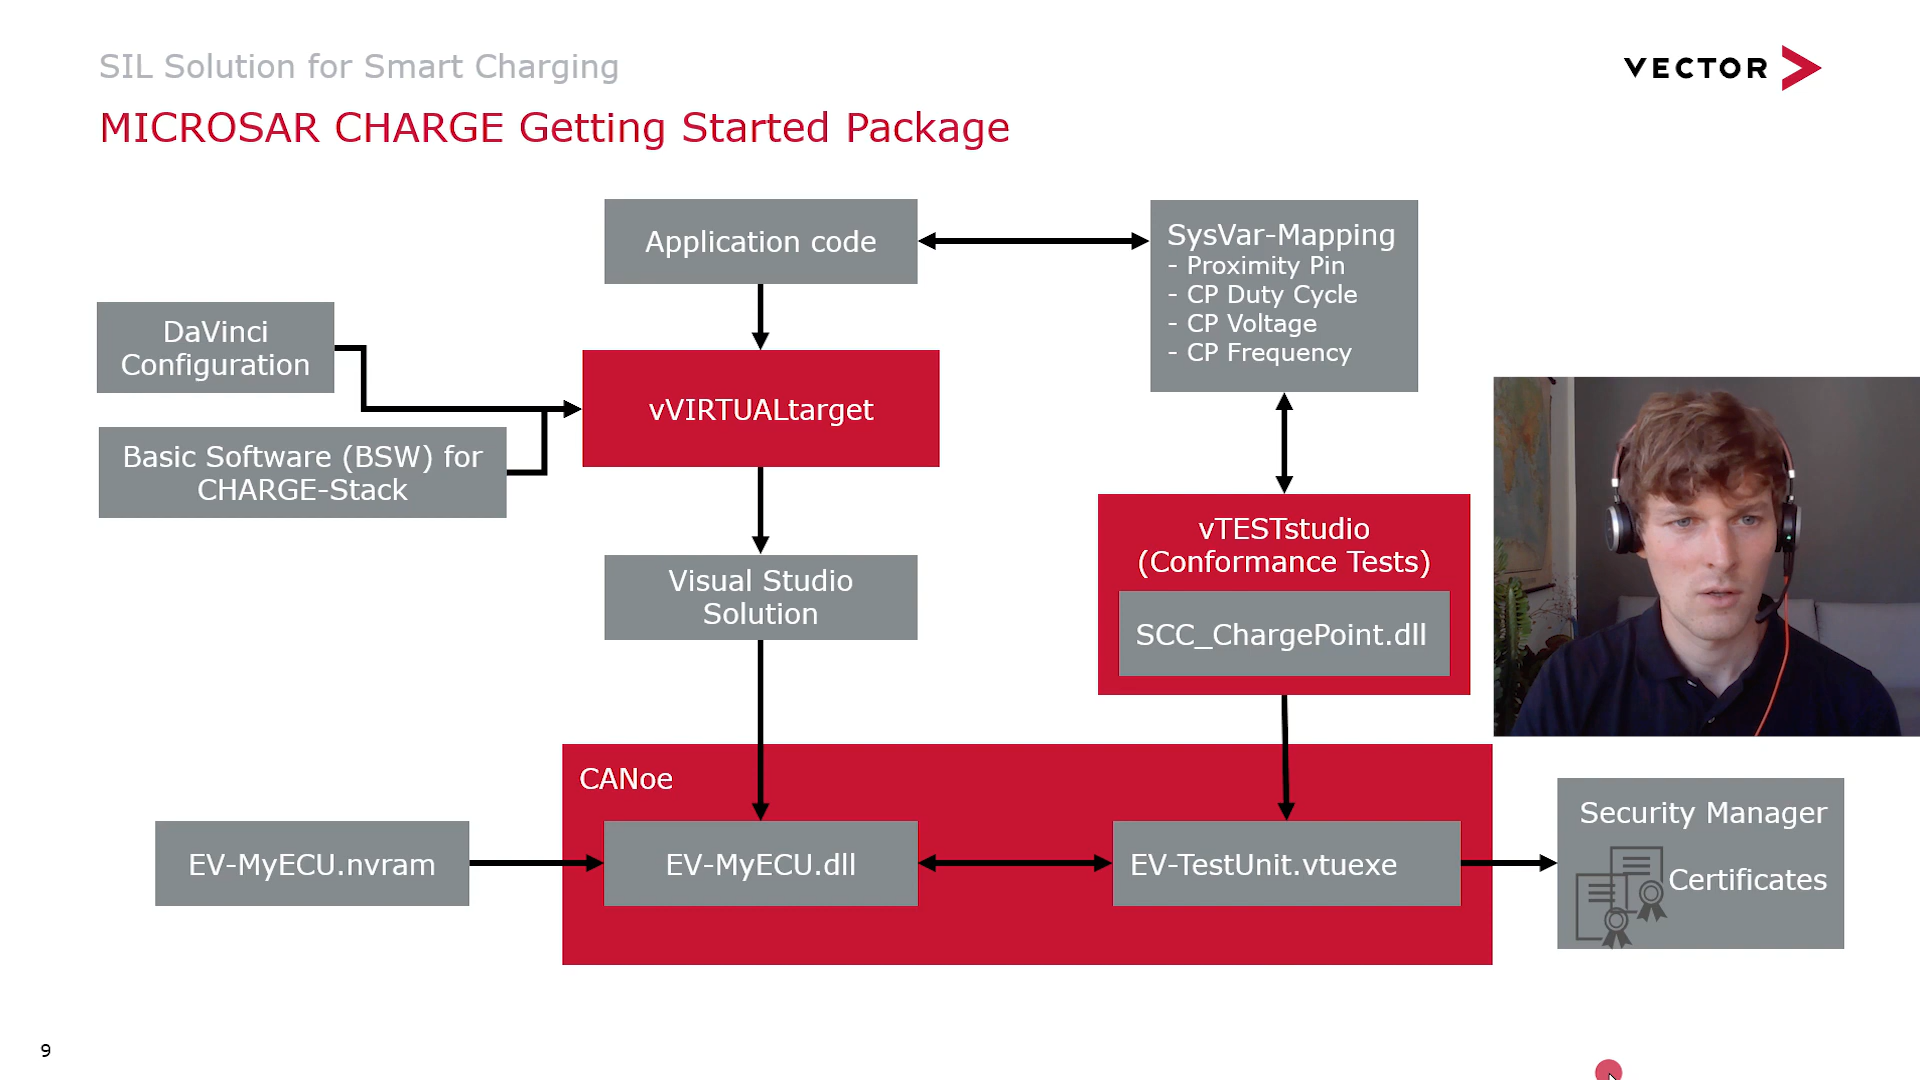 SIL Solution for Smart Charging
VECTOR
MICROSAR CHARGE Getting Started Package
Application code
SysVar-Mapping
- Proximity Pin
- CP Duty Cycle
- CP Voltage
- CP Frequency
DaVinci
Configuration
vVIRTUALtarget
Basic Software (BSW) for
CHARGE-Stack
vTESTstudio
(Conformance Tests)
SCC_ChargePoint.dll
Visual Studio
Solution
CANoe
EV-MyECU.nvram
EV-MyECU.dll
EV-TestUnit.vtuexe
Security Manager
Certificates
9